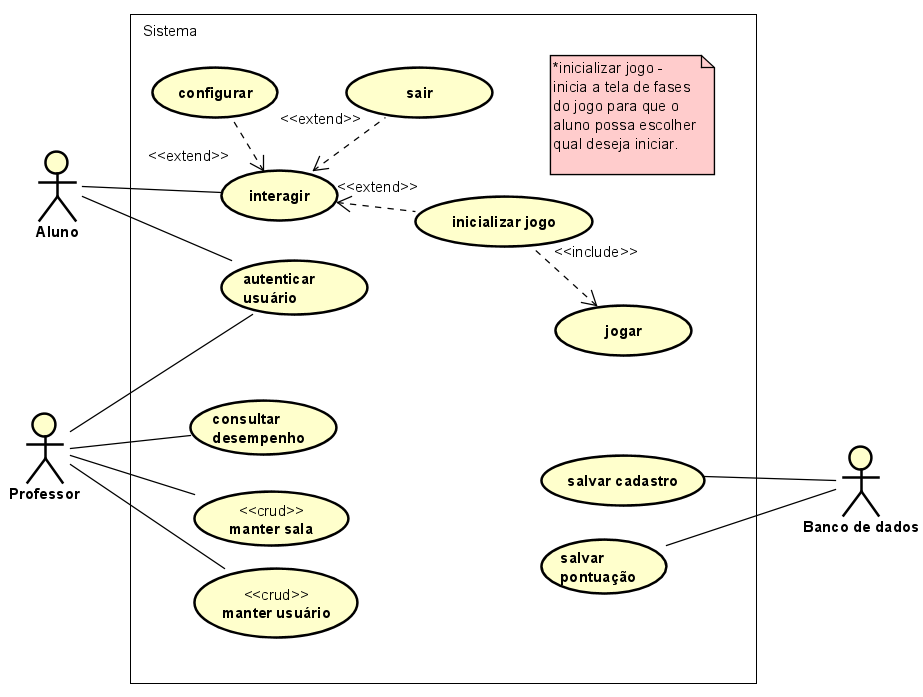 Sistema
configurar
sair
*inicializar jogo -
inicia a tela de fases
do jogo para que o
aluno possa escolher
qual deseja iniciar.
<<extend>>
<<extend>>
<<extend>>
interagir
inicializar jogo
Aluno
<<include>>
autenticar
usuário
jogar
consultar
desempenho
Professor
salvar cadastro
<<crud>>
manter sala
Banco de dados
salvar
pontuação
<<crud>>
manter usuário